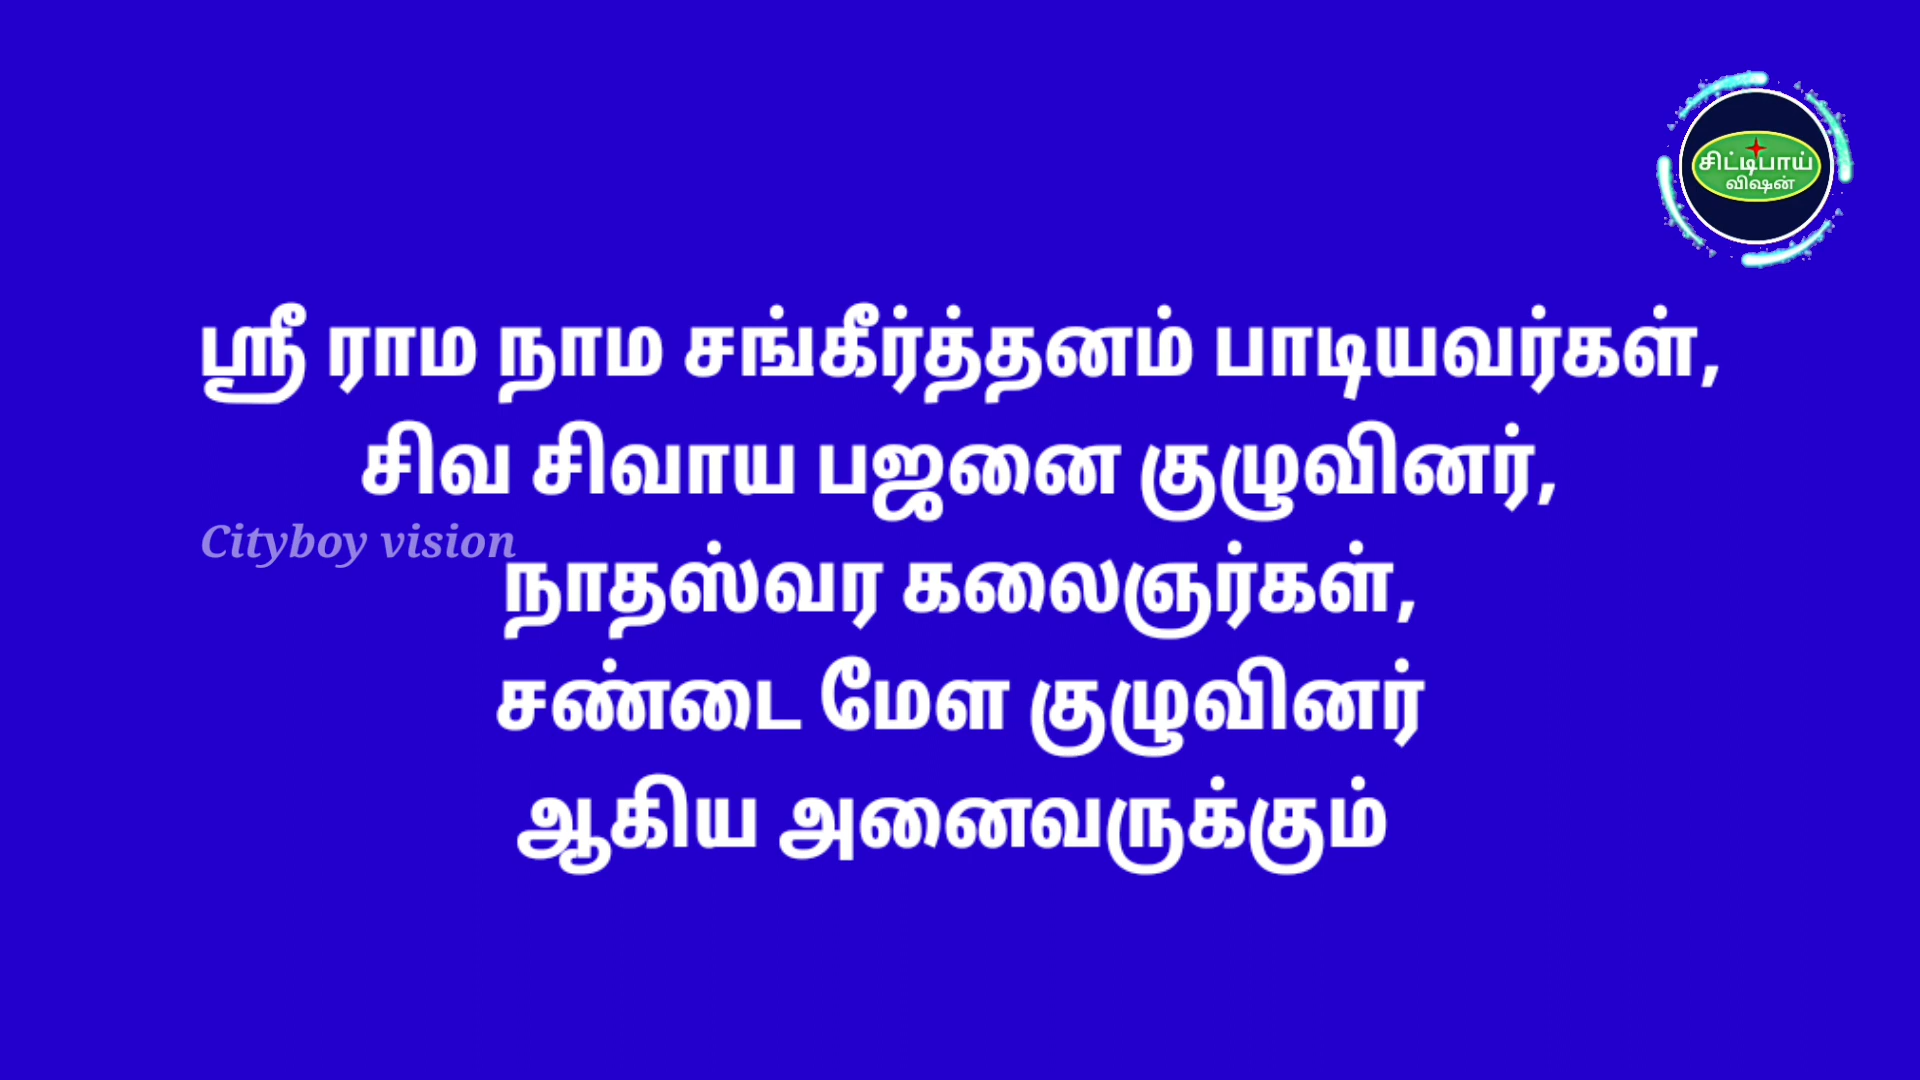 சிட்டிபாய்
விஷன்
ஸ்ரீ ராம நாம சங்கீர்த்தனம் பாடியவர்கள்,
சிவ சிவாய பஜனை குழுவினர்,
Cityboy vision
நாதஸ்வர கலைஞர்கள்,
சண்டை மேள குழுவினர்
ஆகிய அனைவருக்கும்